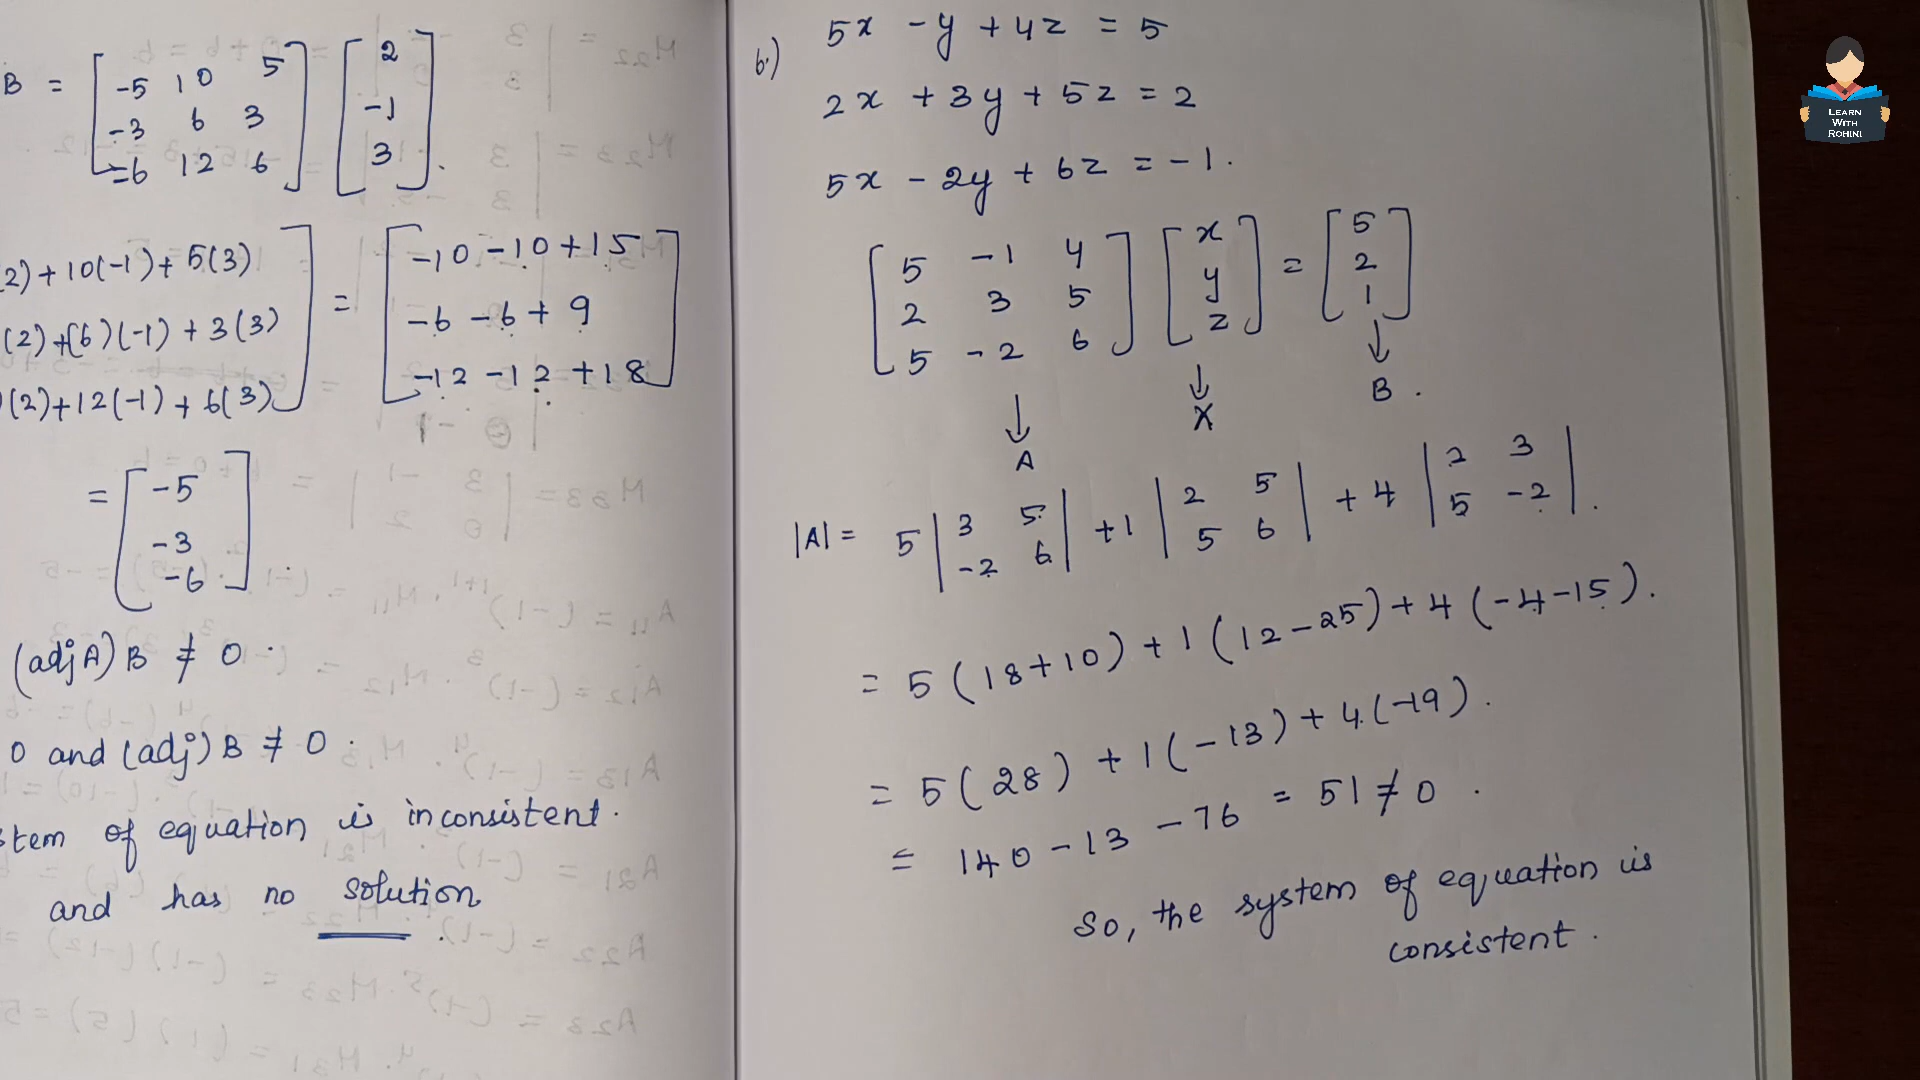 B = [ -5 10 5 ] [ 2 ]
[ -3 6 3 ] [ -1 ]
[ =6 12 6 ] [ 3 ] .
2)+10(-1)+5(3) ] = [ -10 -10 +15 ]
(2)+(6)(-1)+3(3) ] [ -6 -6 + 9 ]
(2)+12(-1)+6(3) ] [ -12 -12 +18 ]
= [ -5 ]
[ -3 ]
[ -6 ] .
(adj A) B ≠ 0 .
0 and (adj) B ≠ 0 .
stem of equation is inconsistent .
and has no solution .
6.) 5x - y + 4z = 5
2x + 3y + 5z = 2
5x - 2y + 6z = -1 .
[ 5 -1 4 ] [ x ] = [ 5 ]
[ 2 3 5 ] [ y ] [ 2 ]
[ 5 -2 6 ] [ z ] [ 1 ]
↓ ↓ ↓
A X B .
|A| = 5 | 3 5 | +1 | 2 5 | + 4 | 2 3 |
| -2 6 | | 5 6 | | 5 -2 | .
= 5 (18+10) + 1 (12-25) + 4 (-4-15) .
= 5 (28) + 1 (-13) + 4 (-19) .
= 140 - 13 - 76 = 51 ≠ 0 .
So, the system of equation is
consistent .
LEARN
WITH
ROHINI